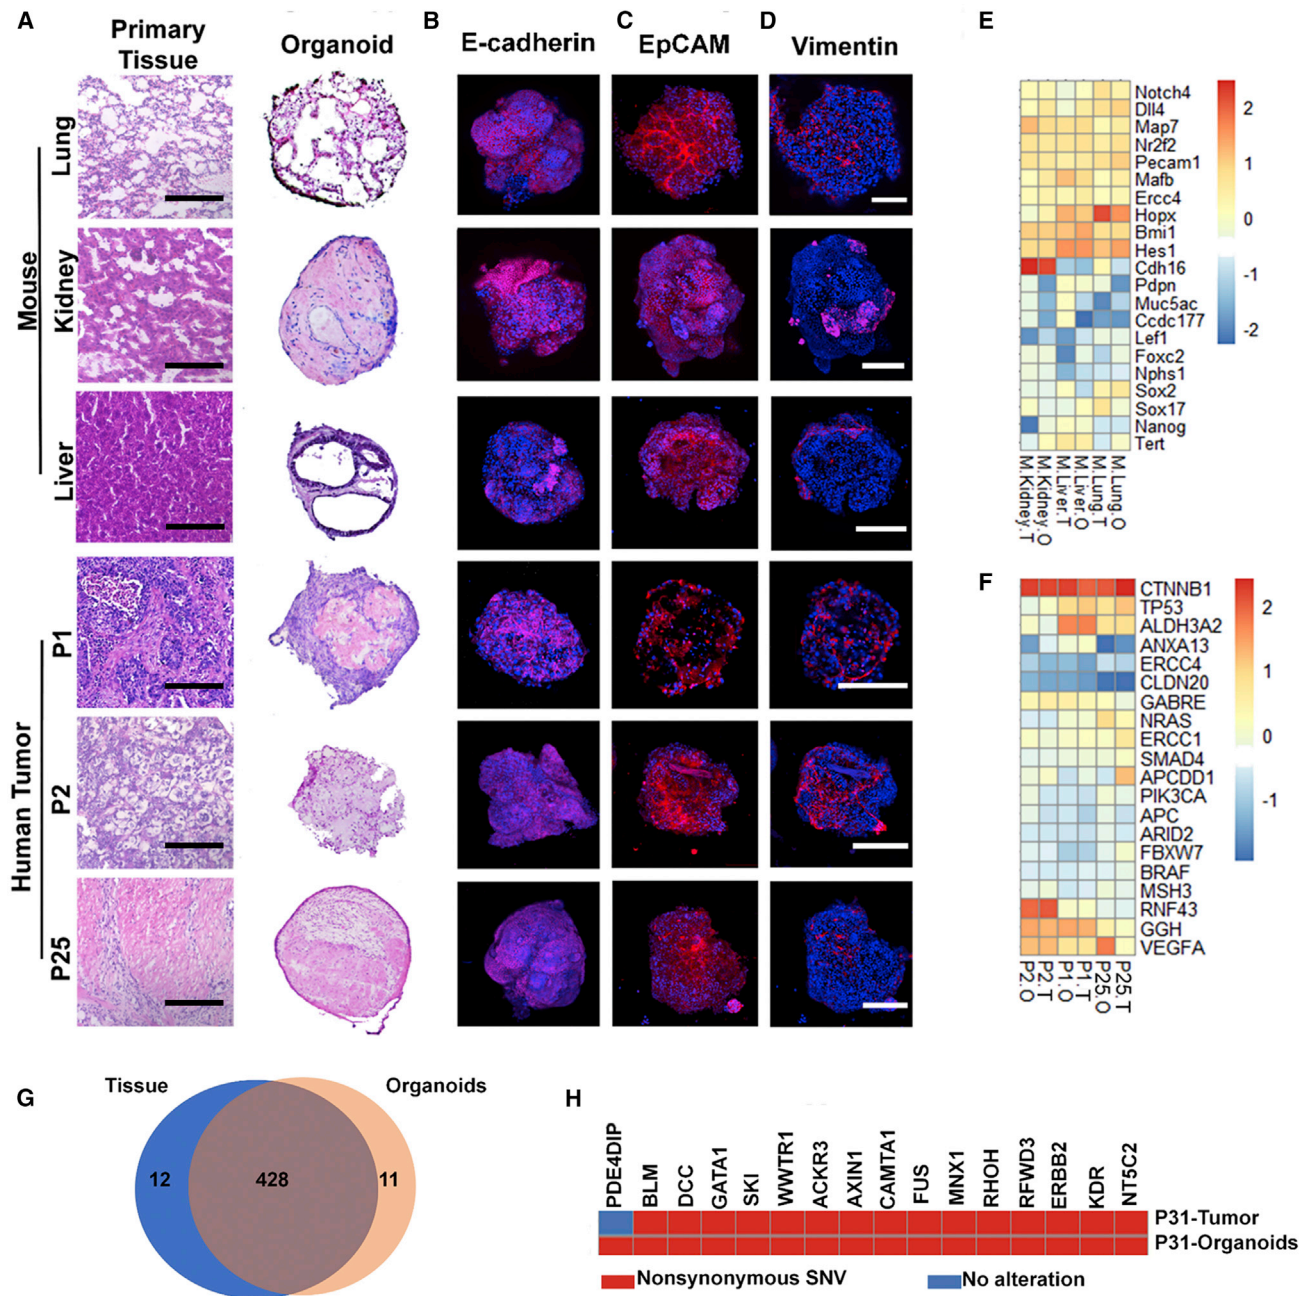 A
Primary
Tissue
Organoid
B
E-cadherin
C
EpCAM
D
Vimentin
E
Mouse
Lung
Kidney
Liver
Human Tumor
P1
P2
P25
Notch4
Dll4
Map7
Nr2f2
Pecam1
Mafb
Ercc4
Hopx
Bmi1
Hes1
Cdh16
Pdpn
Muc5ac
Ccdc177
Lef1
Foxc2
Nphs1
Sox2
Sox17
Nanog
Tert
2
1
0
-1
-2
M.Kidney.T
M.Kidney.O
M.Liver.T
M.Liver.O
M.Lung.T
M.Lung.O
F
CTNNB1
TP53
ALDH3A2
ANXA13
ERCC4
CLDN20
GABRE
NRAS
ERCC1
SMAD4
APCDD1
PIK3CA
APC
ARID2
FBXW7
BRAF
MSH3
RNF43
GGH
VEGFA
2
1
0
-1
P2.O
P2.T
P1.O
P1.T
P25.O
P25.T
G
Tissue
Organoids
12
428
11
H
PDE4DIP
BLM
DCC
GATA1
SKI
WWTR1
ACKR3
AXIN1
CAMTA1
FUS
MNX1
RHOH
RFWD3
ERBB2
KDR
NT5C2
P31-Tumor
P31-Organoids
Nonsynonymous SNV
No alteration